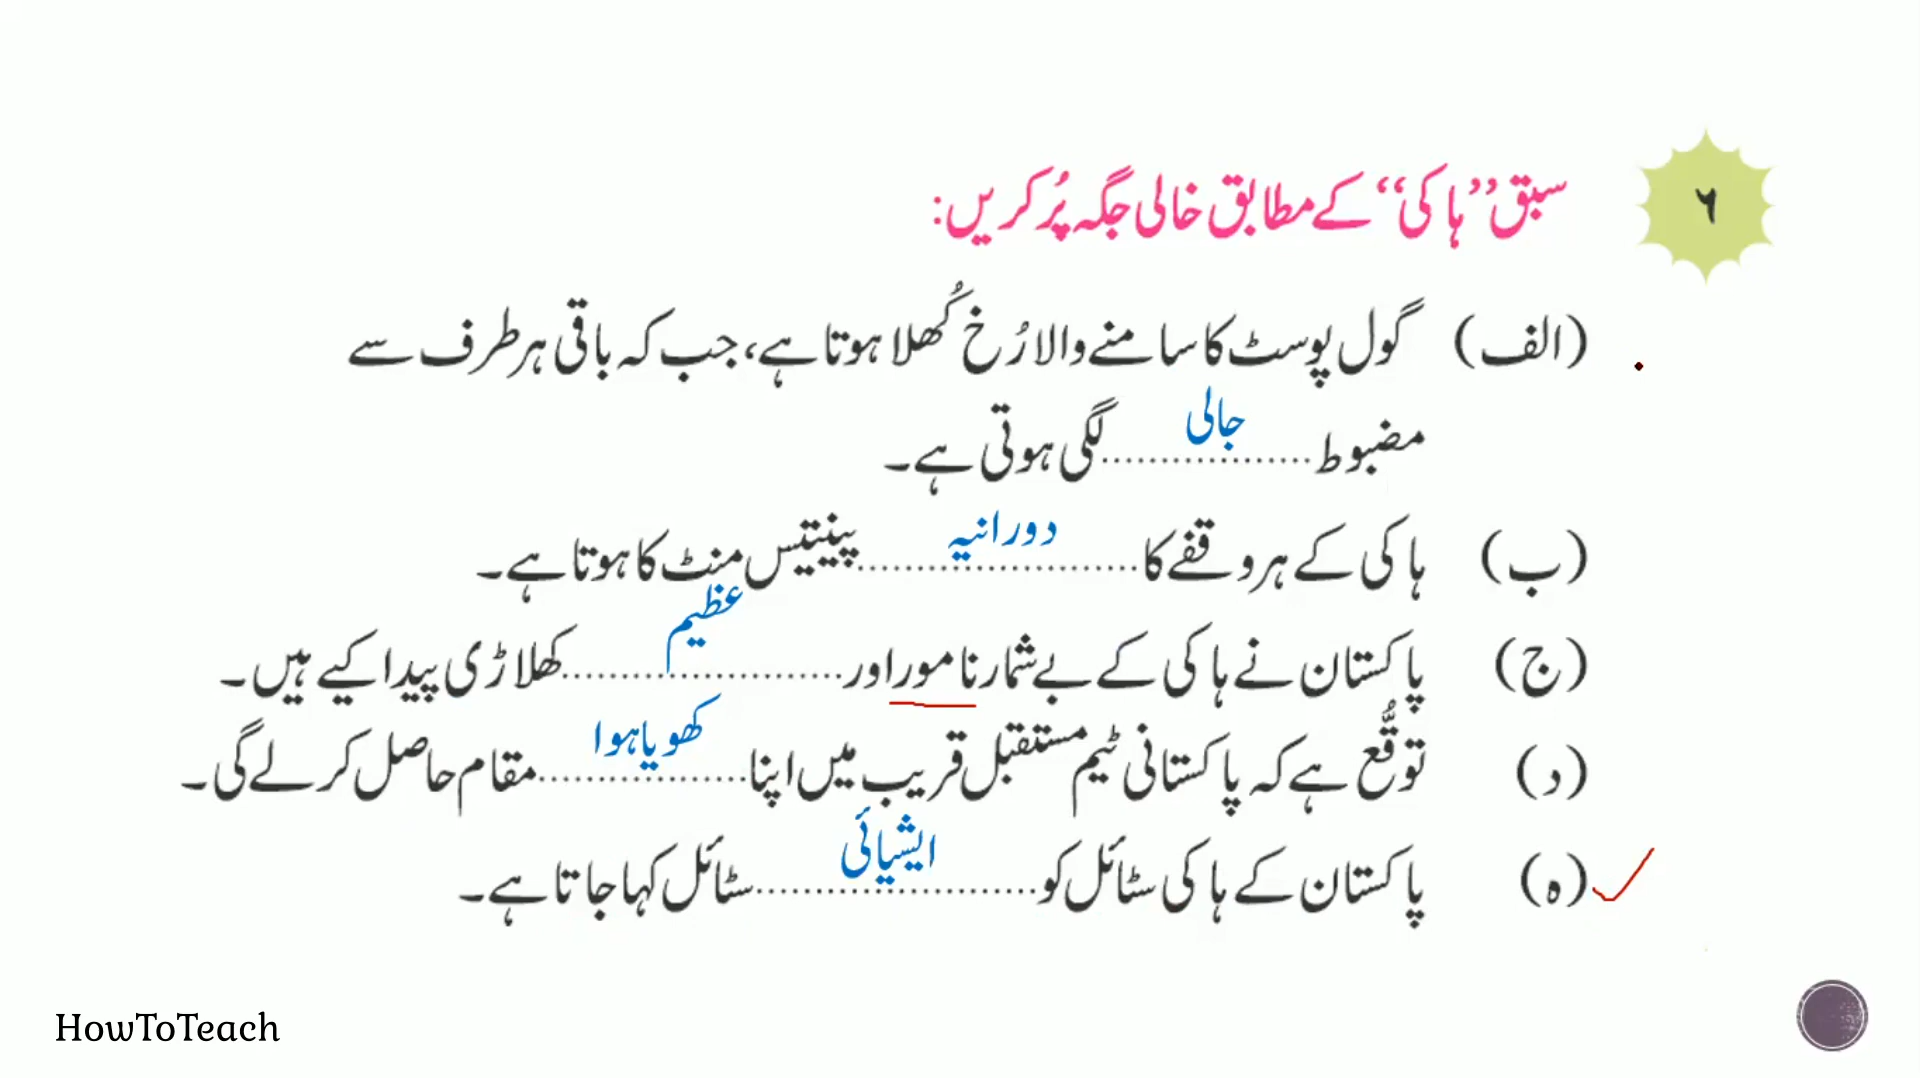 ۶
سبق ”ہاکی“ کے مطابق خالی جگہ پُر کریں:
(الف) گول پوسٹ کا سامنے والا رُخ کُھلا ہوتا ہے، جب کہ باقی ہر طرف سے
مضبوط .................. جالی لگی ہوتی ہے۔
(ب) ہاکی کے ہر وقفے کا .................. دورانیہ پینتیس منٹ کا ہوتا ہے۔
(ج) پاکستان نے ہاکی کے بے شمار نامور اور .................. عظیم کھلاڑی پیدا کیے ہیں۔
(د) توقُّع ہے کہ پاکستانی ٹیم مستقبل قریب میں اپنا .................. کھویا ہوا مقام حاصل کر لے گی۔
(ہ) پاکستان کے ہاکی سٹائل کو .................. ایشیائی سٹائل کہا جاتا ہے۔
HowToTeach